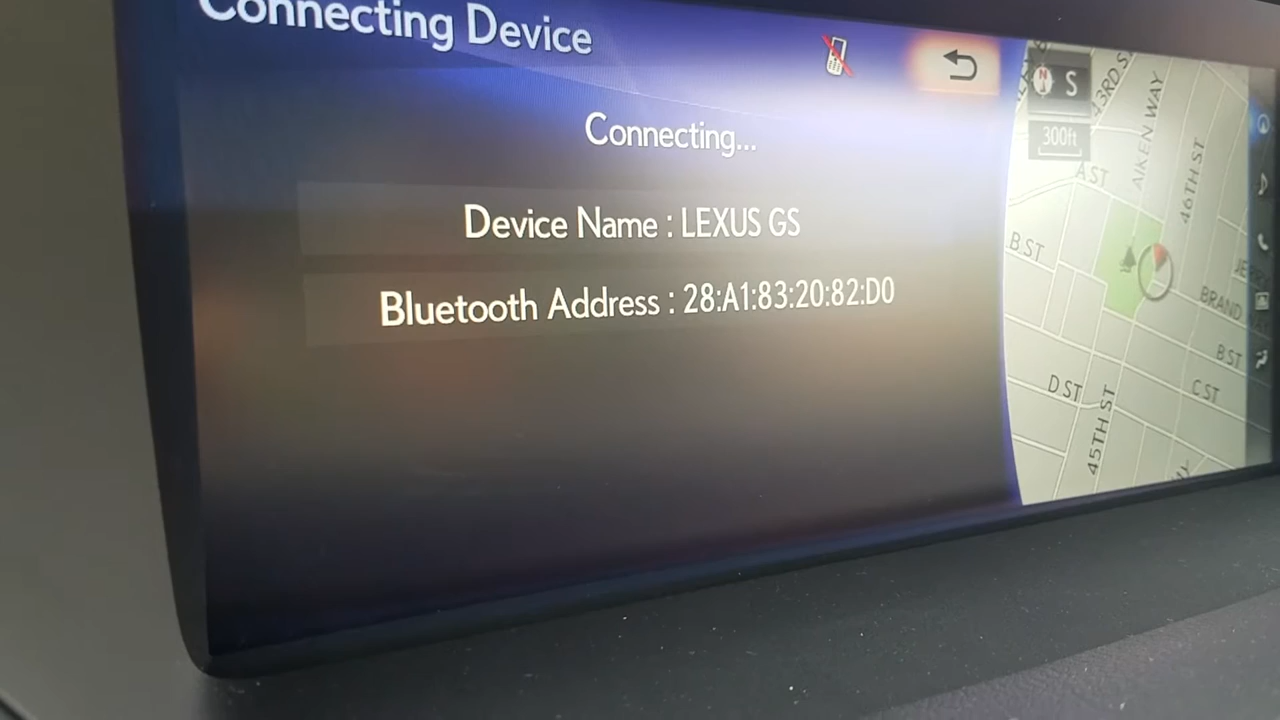 Connecting Device
Connecting...
Device Name : LEXUS GS
Bluetooth Address : 28:A1:83:20:82:D0
N
S
300ft
43RD S
AIKEN WAY
46TH ST
A ST
B ST
BRAND
B ST
D ST
C ST
45TH ST